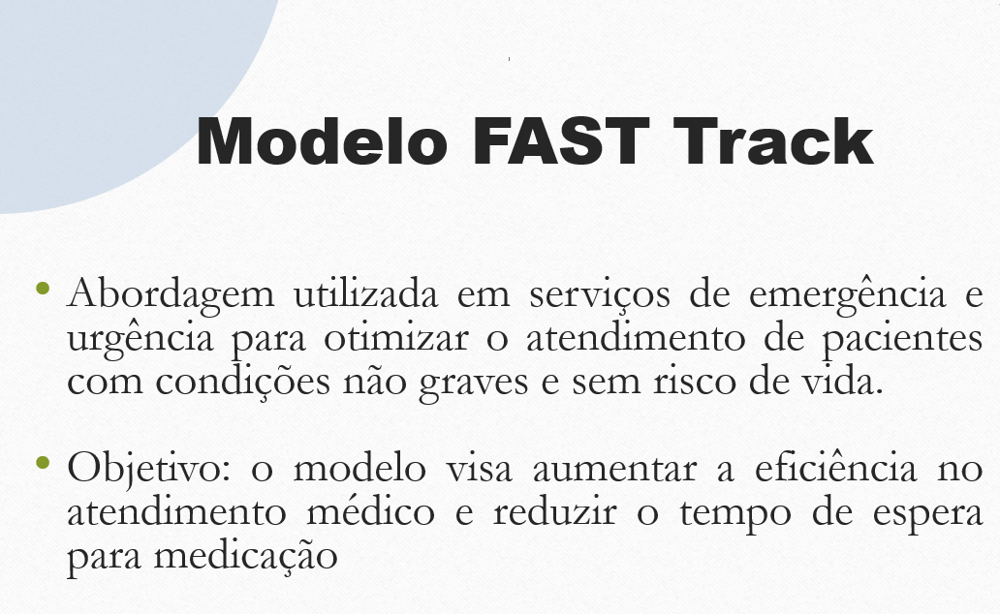 Modelo FAST Track
• Abordagem utilizada em serviços de emergência e
urgência para otimizar o atendimento de pacientes
com condições não graves e sem risco de vida.
• Objetivo: o modelo visa aumentar a eficiência no
atendimento médico e reduzir o tempo de espera
para medicação